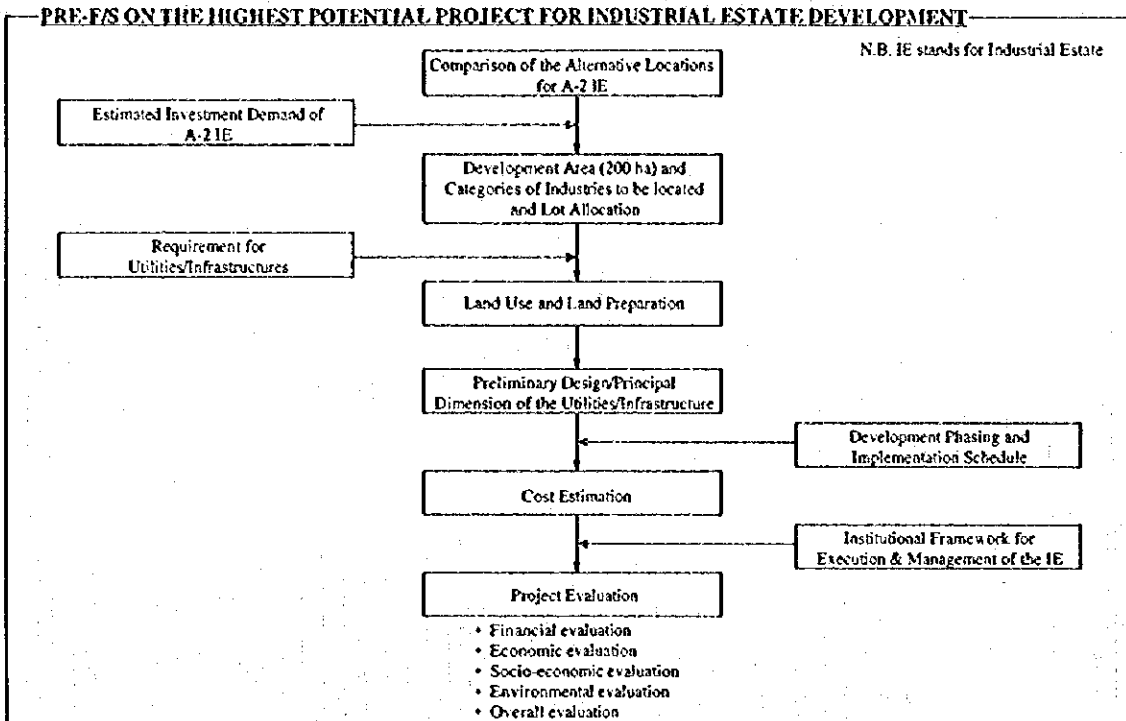 PRE-F/S ON THE HIGHEST POTENTIAL PROJECT FOR INDUSTRIAL ESTATE DEVELOPMENT
N.B. IE stands for Industrial Estate
Comparison of the Alternative Locations
for A-2 IE
Estimated Investment Demand of
A-2 IE
Development Area (200 ha) and
Categories of Industries to be located
and Lot Allocation
Requirement for
Utilities/Infrastructures
Land Use and Land Preparation
Preliminary Design/Principal
Dimension of the Utilities/Infrastructure
Development Phasing and
Implementation Schedule
Cost Estimation
Institutional Framework for
Execution & Management of the IE
Project Evaluation
• Financial evaluation
• Economic evaluation
• Socio-economic evaluation
• Environmental evaluation
• Overall evaluation